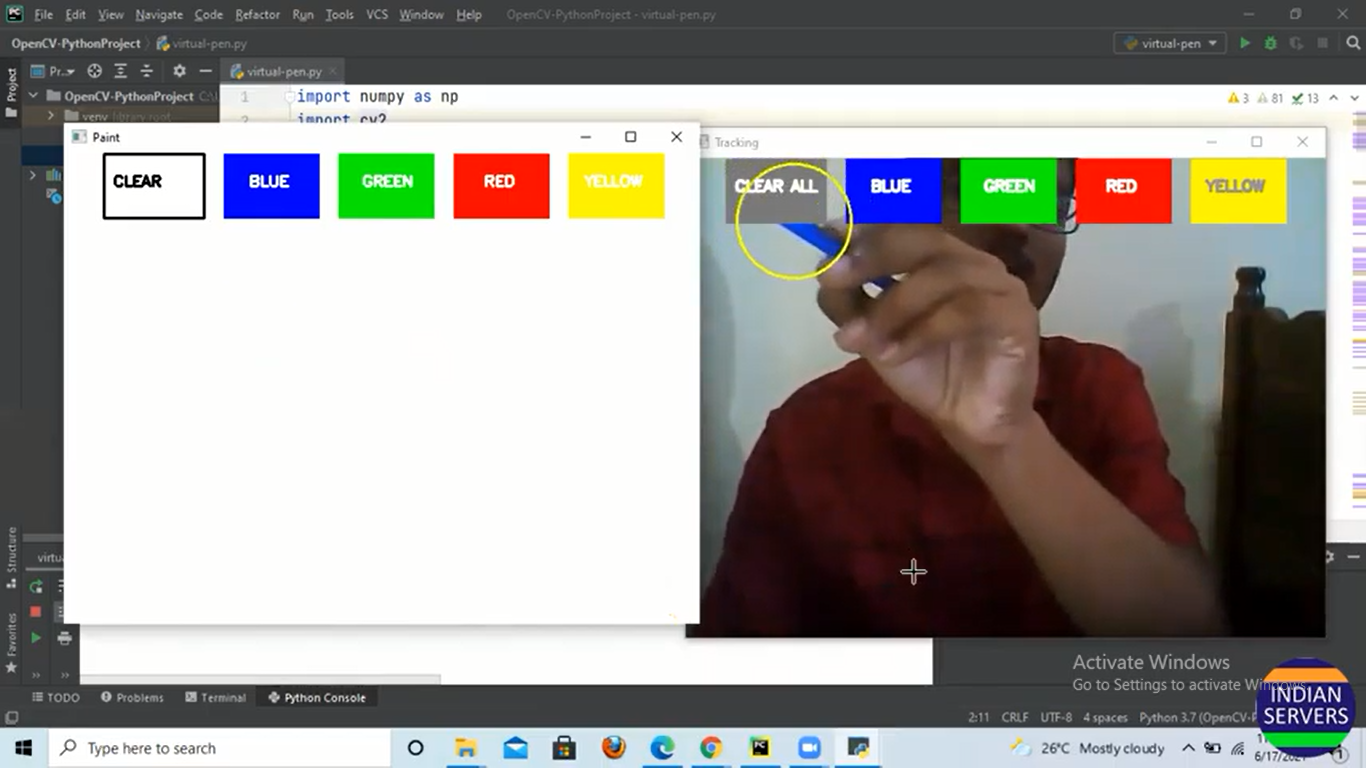 PC File Edit View Navigate Code Refactor Run Tools VCS Window Help OpenCV-PythonProject - virtual-pen.py
OpenCV-PythonProject virtual-pen.py virtual-pen
Project Pr... virtual-pen.py
OpenCV-PythonProject
1 import numpy as np
3 81 13
venv library root
2 import cv2
Paint
Tracking
CLEAR BLUE GREEN RED YELLOW
CLEAR ALL BLUE GREEN RED YELLOW
Structure
Favorites
Activate Windows
Go to Settings to activate Windows.
TODO Problems Terminal Python Console
INDIAN
SERVERS
2:11 CRLF UTF-8 4 spaces Python 3.7
Type here to search
26°C Mostly cloudy